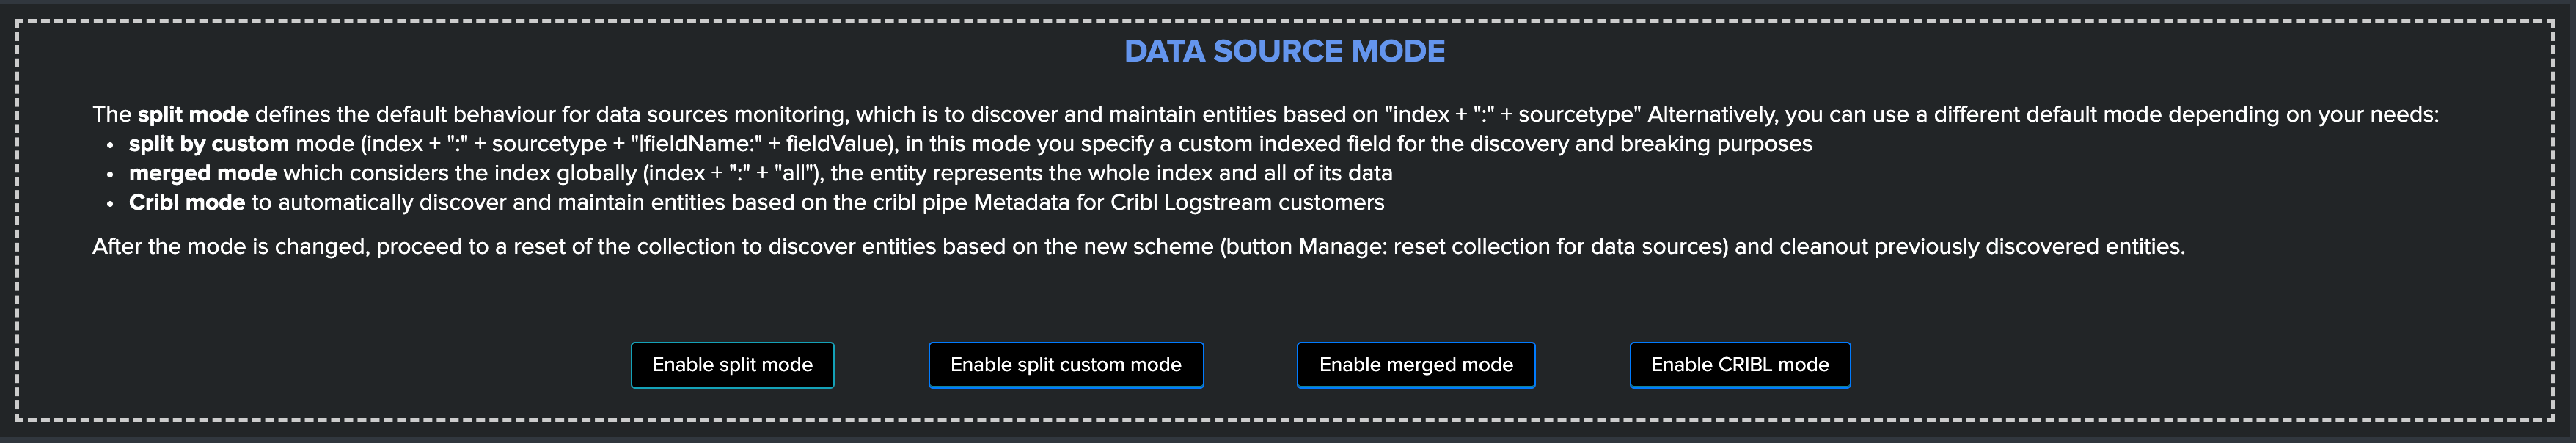 DATA SOURCE MODE
The split mode defines the default behaviour for data sources monitoring, which is to discover and maintain entities based on "index + ":" + sourcetype" Alternatively, you can use a different default mode depending on your needs:
• split by custom mode (index + ":" + sourcetype + "|fieldName:" + fieldValue), in this mode you specify a custom indexed field for the discovery and breaking purposes
• merged mode which considers the index globally (index + ":" + "all"), the entity represents the whole index and all of its data
• Cribl mode to automatically discover and maintain entities based on the cribl pipe Metadata for Cribl Logstream customers
After the mode is changed, proceed to a reset of the collection to discover entities based on the new scheme (button Manage: reset collection for data sources) and cleanout previously discovered entities.
Enable split mode
Enable split custom mode
Enable merged mode
Enable CRIBL mode